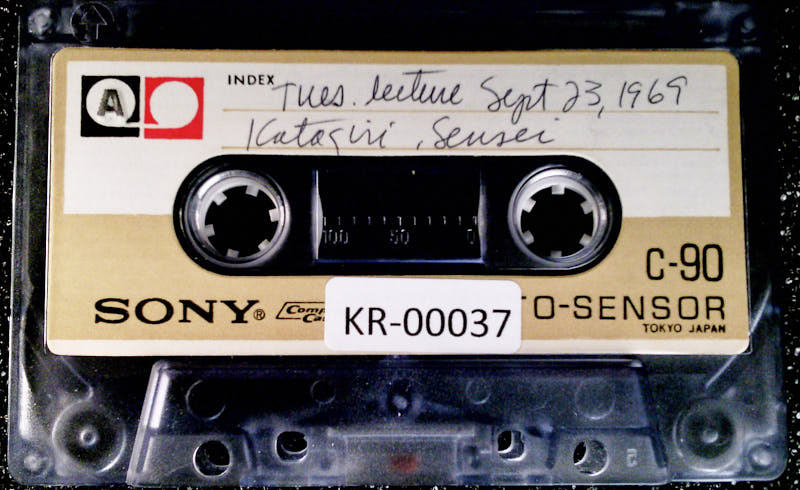 A
INDEX Tues. lecture Sept 23, 1969
Katagiri, Sensei
100 50 0
C-90
SONY® TO-SENSOR
KR-00037
TOKYO JAPAN